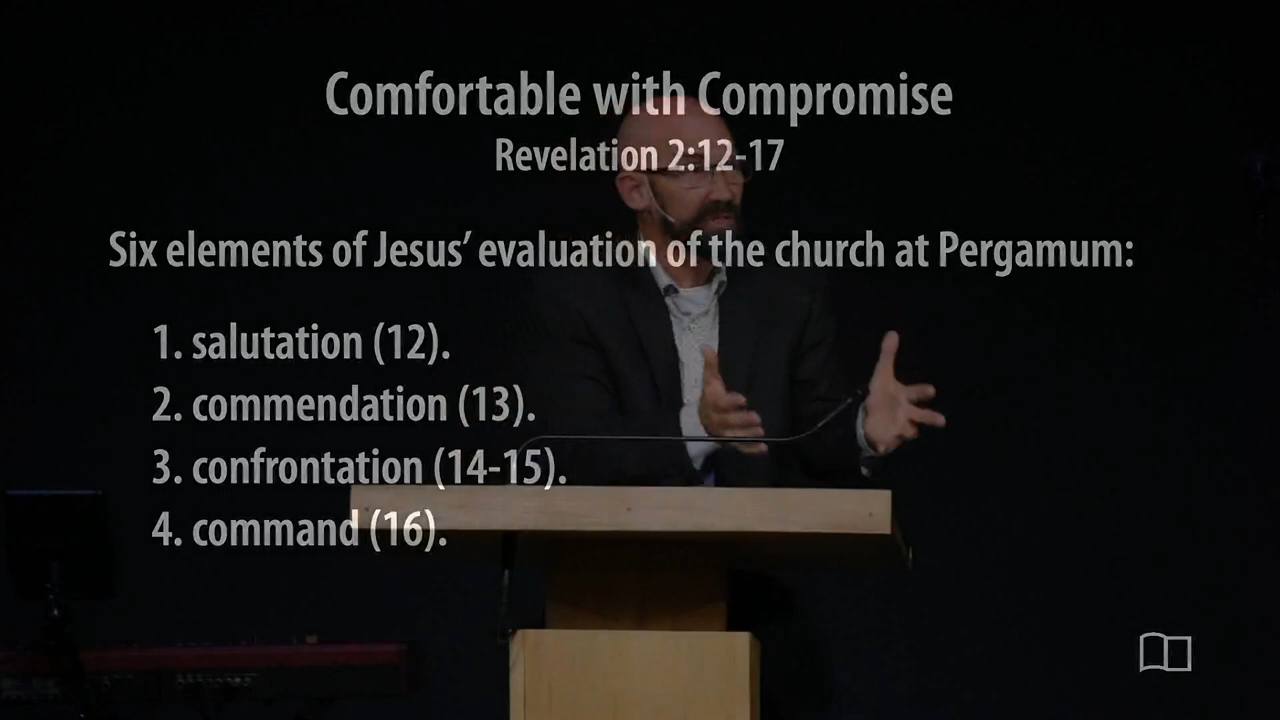 Comfortable with Compromise
Revelation 2:12-17
Six elements of Jesus’ evaluation of the church at Pergamum:
1. salutation (12).
2. commendation (13).
3. confrontation (14-15).
4. command (16).